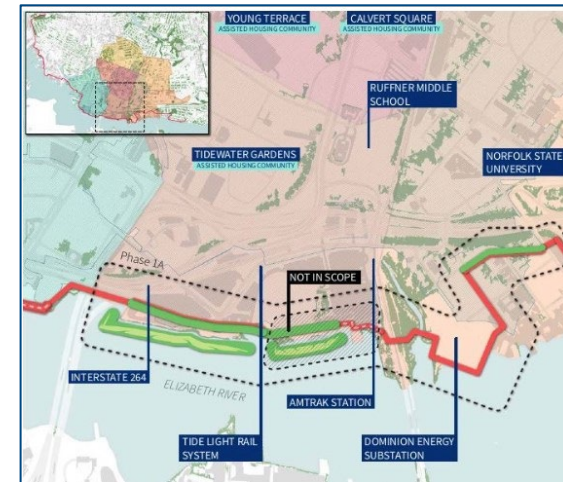 YOUNG TERRACE
ASSISTED HOUSING COMMUNITY
CALVERT SQUARE
ASSISTED HOUSING COMMUNITY
RUFFNER MIDDLE
SCHOOL
TIDEWATER GARDENS
ASSISTED HOUSING COMMUNITY
NORFOLK STATE
UNIVERSITY
Phase 1A
NOT IN SCOPE
INTERSTATE 264
ELIZABETH RIVER
AMTRAK STATION
TIDE LIGHT RAIL
SYSTEM
DOMINION ENERGY
SUBSTATION